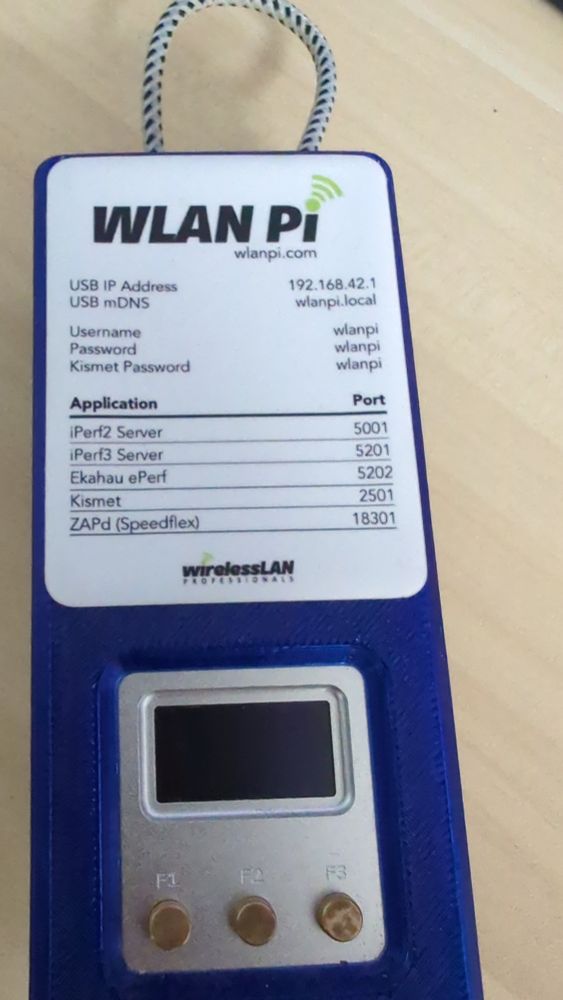 WLAN Pi
wlanpi.com
USB IP Address 192.168.42.1
USB mDNS wlanpi.local
Username wlanpi
Password wlanpi
Kismet Password wlanpi
Application Port
iPerf2 Server 5001
iPerf3 Server 5201
Ekahau ePerf 5202
Kismet 2501
ZAPd (Speedflex) 18301
wirelessLAN
PROFESSIONALS
F1 F2 F3